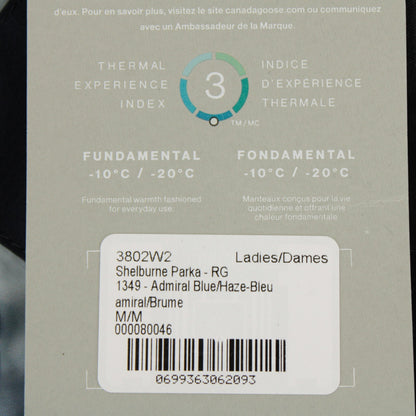 d'eux. Pour en savoir plus, visitez le site canadagoose.com ou communiquez
avec un Ambassadeur de la Marque.
THERMAL
EXPERIENCE
INDEX
3
TM/MC
INDICE
D'EXPÉRIENCE
THERMALE
FUNDAMENTAL
-10°C / -20°C
Fundamental warmth fashioned
for everyday use.
FONDAMENTAL
-10°C / -20°C
Manteaux conçus pour la vie
quotidienne et offrant une
chaleur fondamentale.
3802W2 Ladies/Dames
Shelburne Parka - RG
1349 - Admiral Blue/Haze-Bleu
amiral/Brume
M/M
000080046
0699363062093